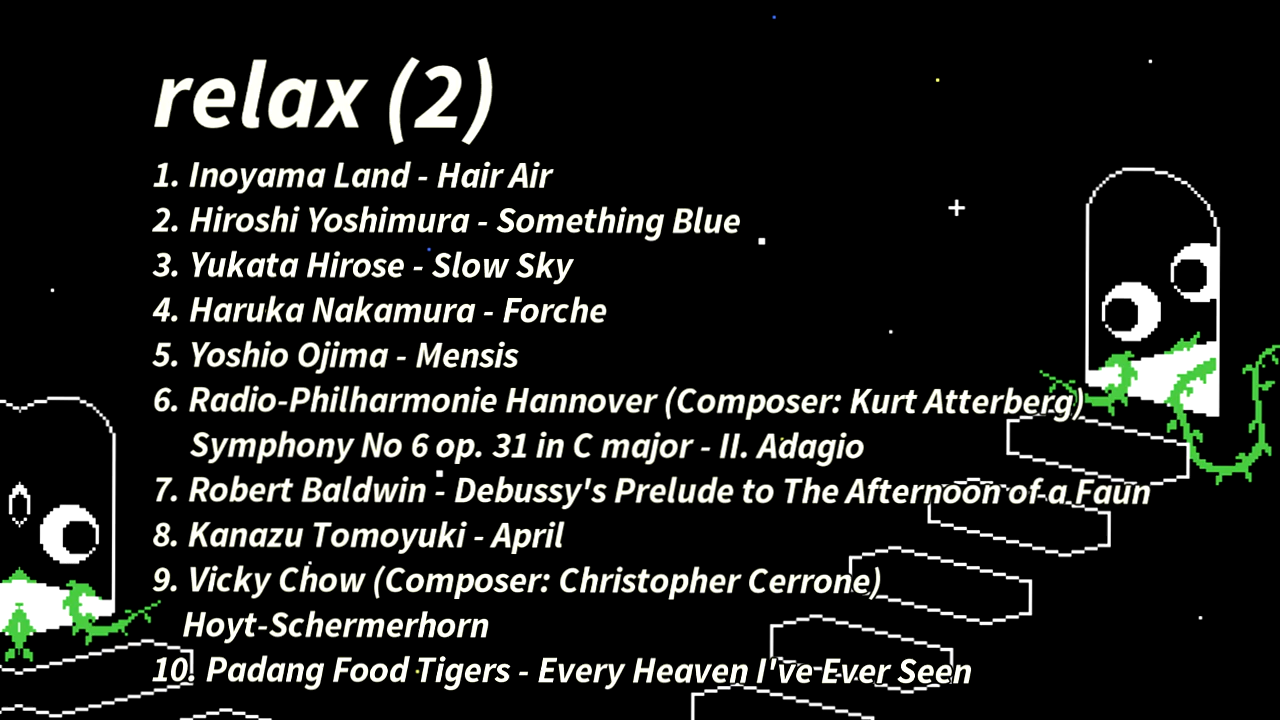 relax (2)
1. Inoyama Land - Hair Air
2. Hiroshi Yoshimura - Something Blue
3. Yukata Hirose - Slow Sky
4. Haruka Nakamura - Forche
5. Yoshio Ojima - Mensis
6. Radio-Philharmonie Hannover (Composer: Kurt Atterberg)
Symphony No 6 op. 31 in C major - II. Adagio
7. Robert Baldwin - Debussy's Prelude to The Afternoon of a Faun
8. Kanazu Tomoyuki - April
9. Vicky Chow (Composer: Christopher Cerrone)
Hoyt-Schermerhorn
10. Padang Food Tigers - Every Heaven I've Ever Seen